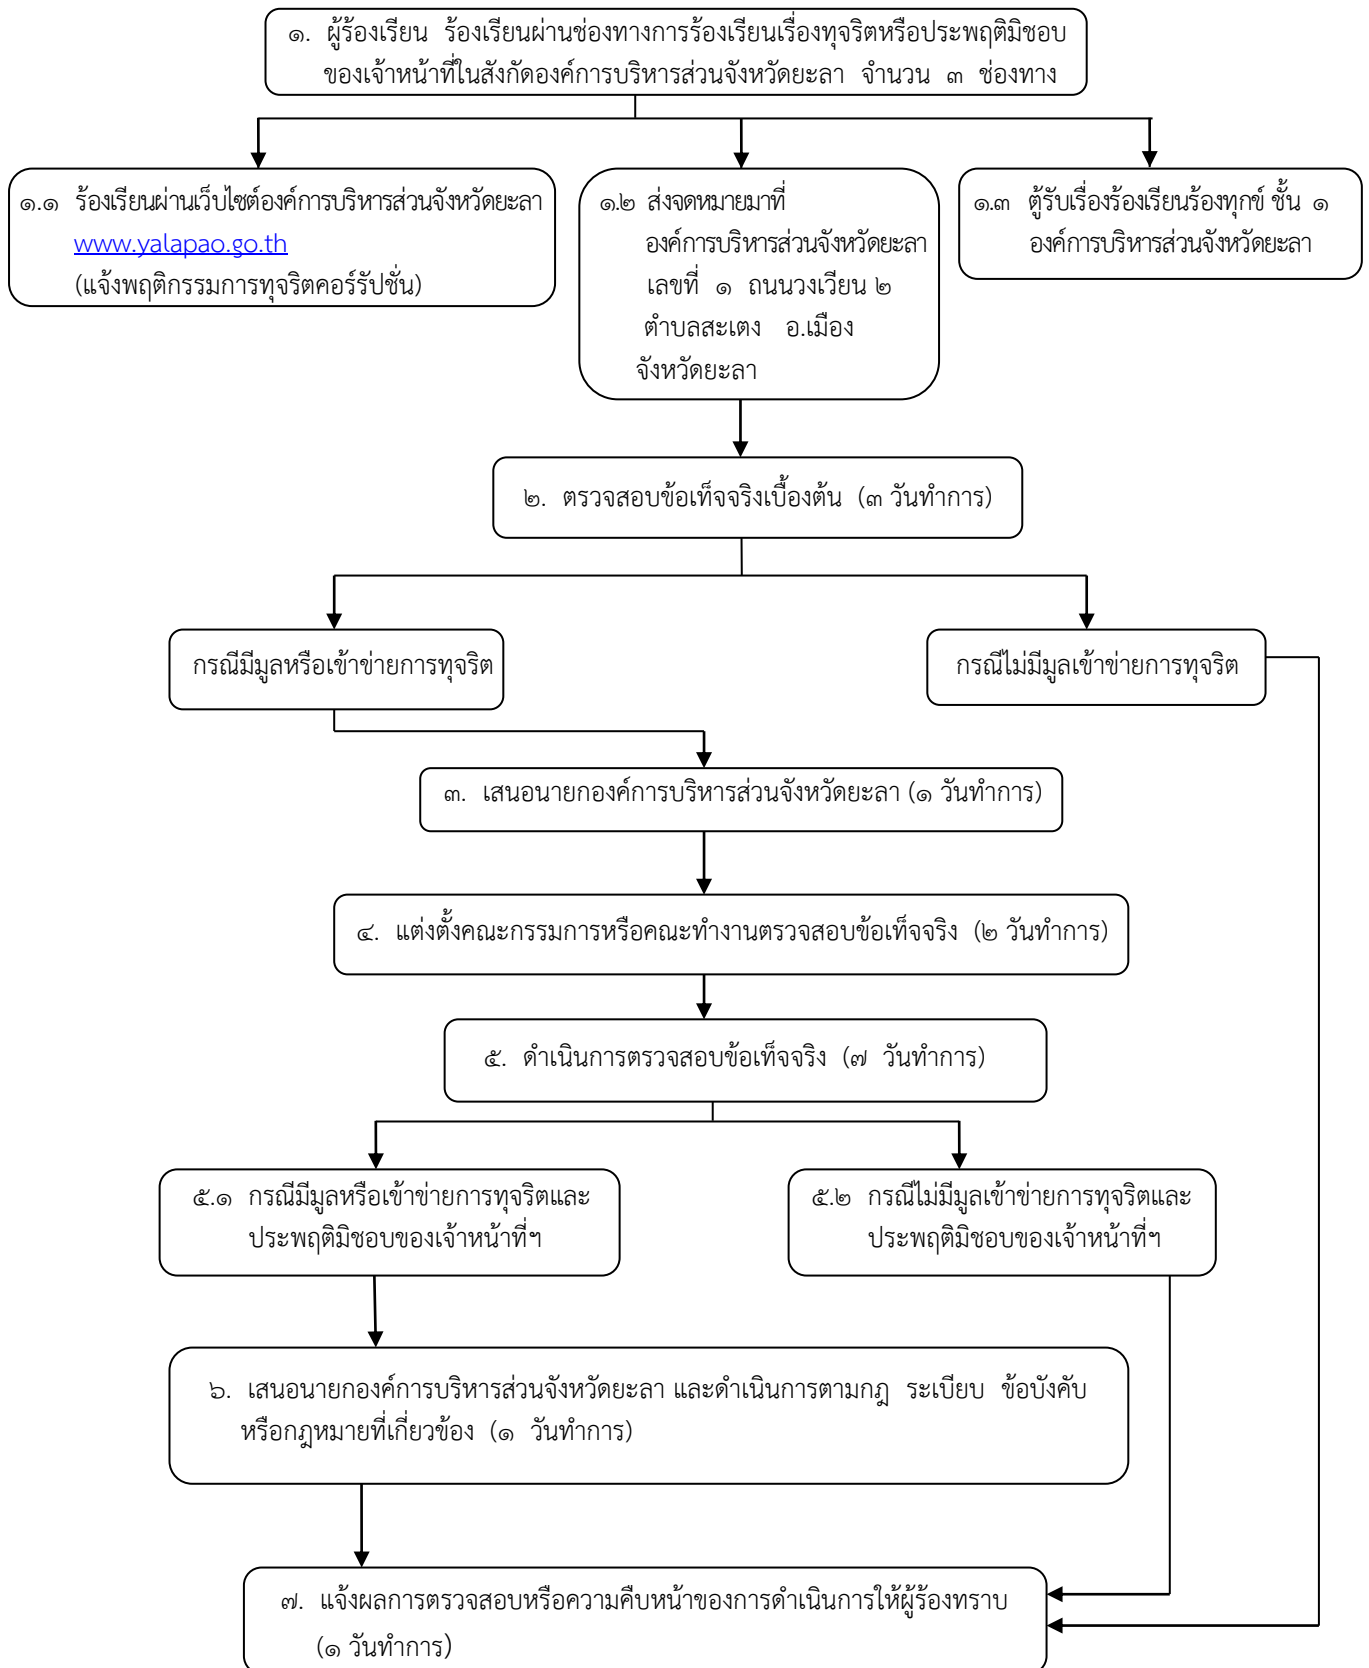 ๑. ผู้ร้องเรียน ร้องเรียนผ่านช่องทางการร้องเรียนเรื่องทุจริตหรือประพฤติมิชอบ
ของเจ้าหน้าที่ในสังกัดองค์การบริหารส่วนจังหวัดยะลา จำนวน ๓ ช่องทาง
๑.๑ ร้องเรียนผ่านเว็บไซต์องค์การบริหารส่วนจังหวัดยะลา
www.yalapao.go.th
(แจ้งพฤติกรรมการทุจริตคอร์รัปชั่น)
๑.๒ ส่งจดหมายมาที่
องค์การบริหารส่วนจังหวัดยะลา
เลขที่ ๑ ถนนวงเวียน ๒
ตำบลสะเตง อ.เมือง
จังหวัดยะลา
๑.๓ ตู้รับเรื่องร้องเรียนร้องทุกข์ ชั้น ๑
องค์การบริหารส่วนจังหวัดยะลา
๒. ตรวจสอบข้อเท็จจริงเบื้องต้น (๓ วันทำการ)
กรณีมีมูลหรือเข้าข่ายการทุจริต
กรณีไม่มีมูลเข้าข่ายการทุจริต
๓. เสนอนายกองค์การบริหารส่วนจังหวัดยะลา (๑ วันทำการ)
๔. แต่งตั้งคณะกรรมการหรือคณะทำงานตรวจสอบข้อเท็จจริง (๒ วันทำการ)
๕. ดำเนินการตรวจสอบข้อเท็จจริง (๗ วันทำการ)
๕.๑ กรณีมีมูลหรือเข้าข่ายการทุจริตและ
ประพฤติมิชอบของเจ้าหน้าที่ฯ
๕.๒ กรณีไม่มีมูลเข้าข่ายการทุจริตและ
ประพฤติมิชอบของเจ้าหน้าที่ฯ
๖. เสนอนายกองค์การบริหารส่วนจังหวัดยะลา และดำเนินการตามกฎ ระเบียบ ข้อบังคับ
หรือกฎหมายที่เกี่ยวข้อง (๑ วันทำการ)
๗. แจ้งผลการตรวจสอบหรือความคืบหน้าของการดำเนินการให้ผู้ร้องทราบ
(๑ วันทำการ)